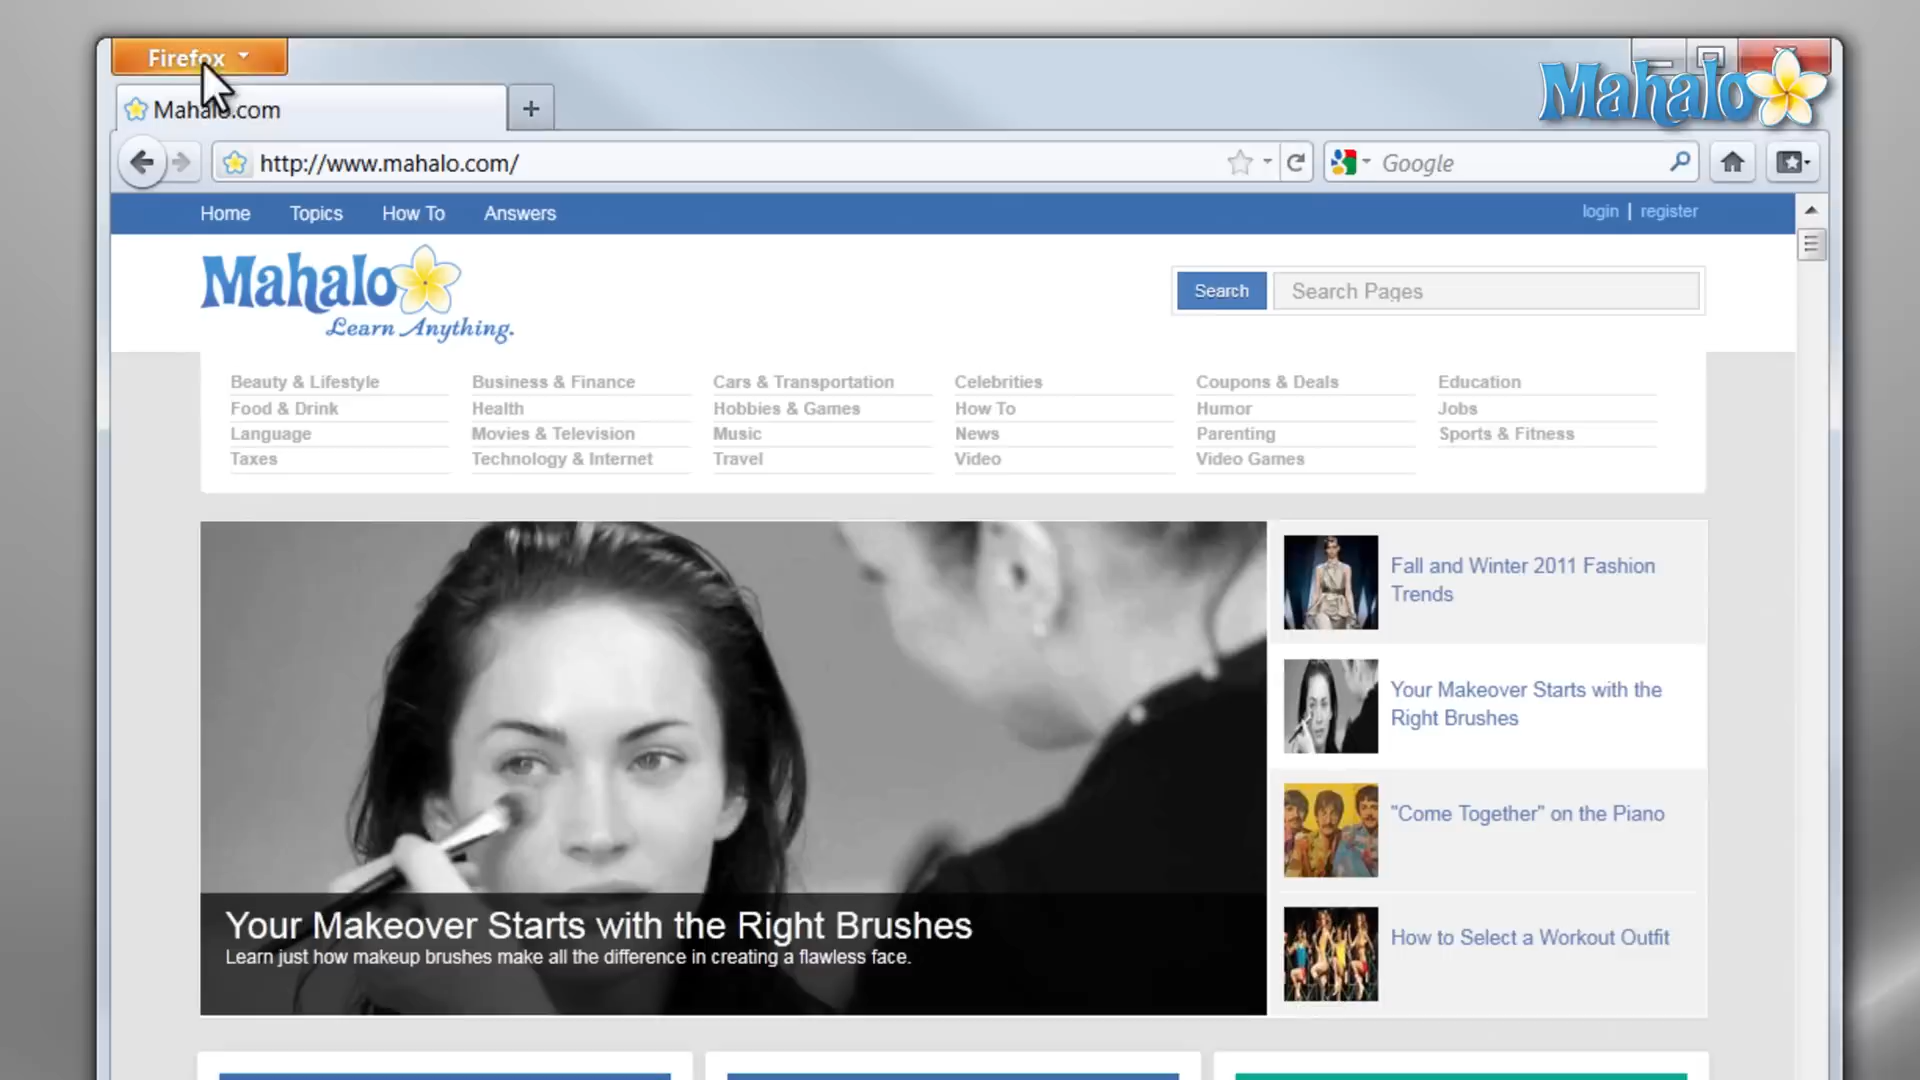 Firefox
Mahalo
Mahalo.com
http://www.mahalo.com/
Google
Home Topics How To Answers
login | register
Mahalo
Learn Anything.
Search Search Pages
Beauty & Lifestyle Business & Finance Cars & Transportation Celebrities Coupons & Deals Education
Food & Drink Health Hobbies & Games How To Humor Jobs
Language Movies & Television Music News Parenting Sports & Fitness
Taxes Technology & Internet Travel Video Video Games
Your Makeover Starts with the Right Brushes
Learn just how makeup brushes make all the difference in creating a flawless face.
Fall and Winter 2011 Fashion
Trends
Your Makeover Starts with the
Right Brushes
"Come Together" on the Piano
How to Select a Workout Outfit